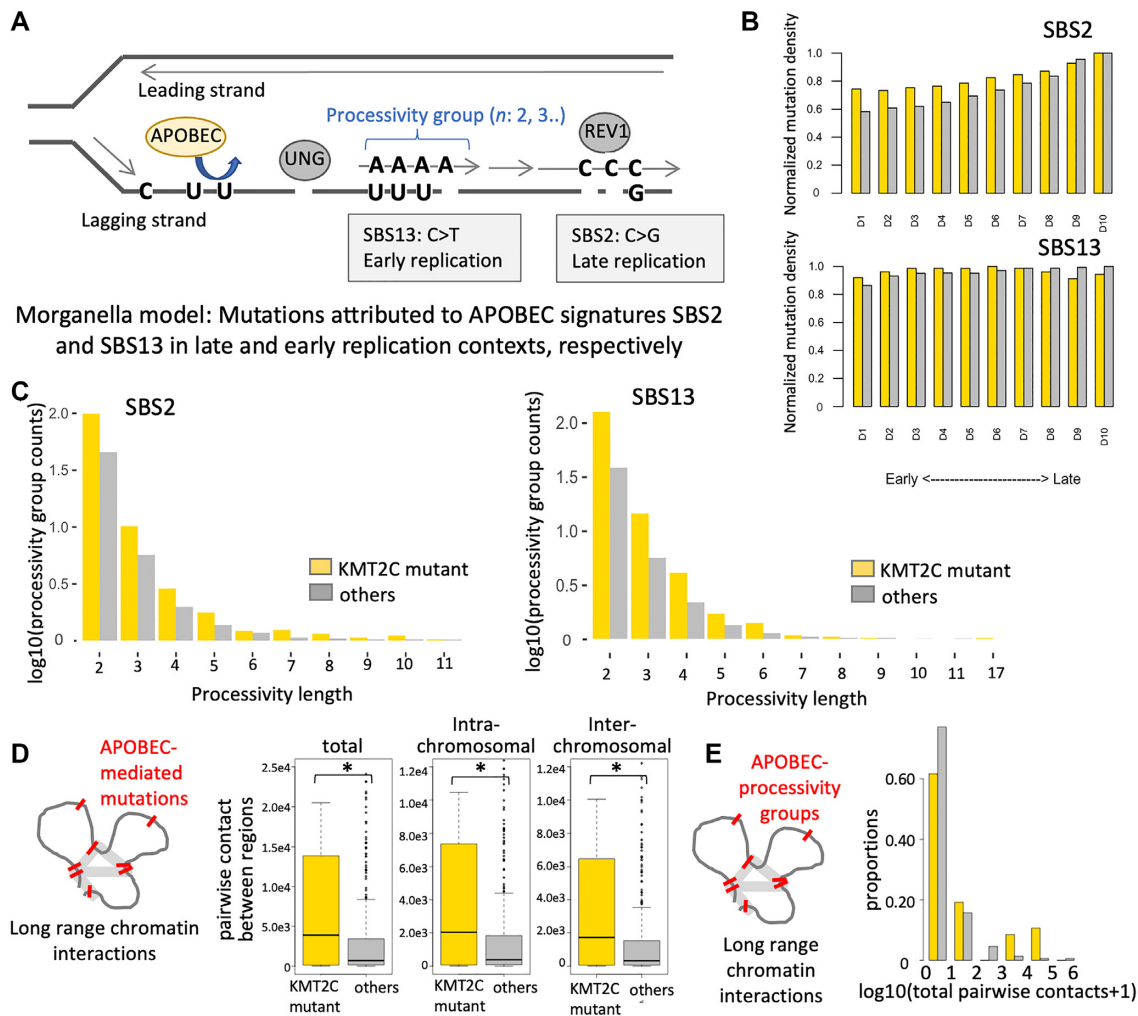 A
Leading strand
APOBEC
Processivity group (n: 2, 3..)
UNG
REV1
A A A A
C C C
C U U
U U U
G
Lagging strand
SBS13: C>T
Early replication
SBS2: C>G
Late replication
Morganella model: Mutations attributed to APOBEC signatures SBS2
and SBS13 in late and early replication contexts, respectively
B
SBS2
Normalized mutation density
1.0
0.8
0.6
0.4
0.2
0
D1 D2 D3 D4 D5 D6 D7 D8 D9 D10
SBS13
Normalized mutation density
1.0
0.8
0.6
0.4
0.2
0
D1 D2 D3 D4 D5 D6 D7 D8 D9 D10
Early <-----------------------> Late
C
SBS2
log10(processivity group counts)
2.0
1.5
1.0
0.5
0
KMT2C mutant
others
2 3 4 5 6 7 8 9 10 11
Processivity length
SBS13
log10(processivity group counts)
2.0
1.5
1.0
0.5
0
KMT2C mutant
others
2 3 4 5 6 7 8 9 10 11 17
Processivity length
D
APOBEC-
mediated
mutations
Long range chromatin
interactions
pairwise contact
between regions
total
*
2.5e4
2.0e4
1.5e4
1.0e4
5.0e3
0
KMT2C
mutant
others
Intra-
chromosomal
*
1.2e4
1.0e4
8.0e3
6.0e3
4.0e3
2.0e3
0
KMT2C
mutant
others
Inter-
chromosomal
*
1.2e4
1.0e4
8.0e3
6.0e3
4.0e3
2.0e3
0
KMT2C
mutant
others
E
APOBEC-
processivity
groups
Long range
chromatin
interactions
proportions
0.60
0.40
0.20
0
0 1 2 3 4 5 6
log10(total pairwise contacts+1)